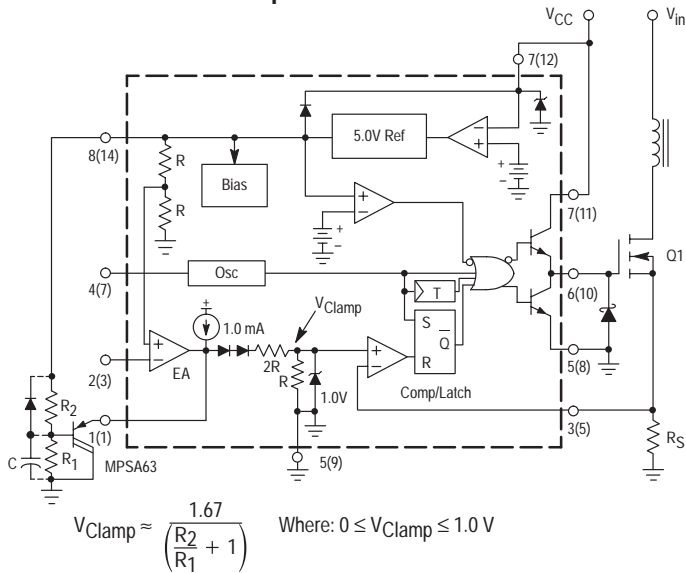 VCC
Vin
7(12)
8(14)
R
5.0V Ref
−
+
+
−
Bias
R
+
−
+
−
7(11)
Q1
4(7)
Osc
T
6(10)
+
VClamp
1.0 mA
S
Q
R
+
−
2R
+
−
5(8)
2(3)
EA
R
1.0V
Comp/Latch
R2
1(1)
3(5)
C
R1
MPSA63
5(9)
RS
VClamp ≈ 1.67 / (R2/R1 + 1) Where: 0 ≤ VClamp ≤ 1.0 V